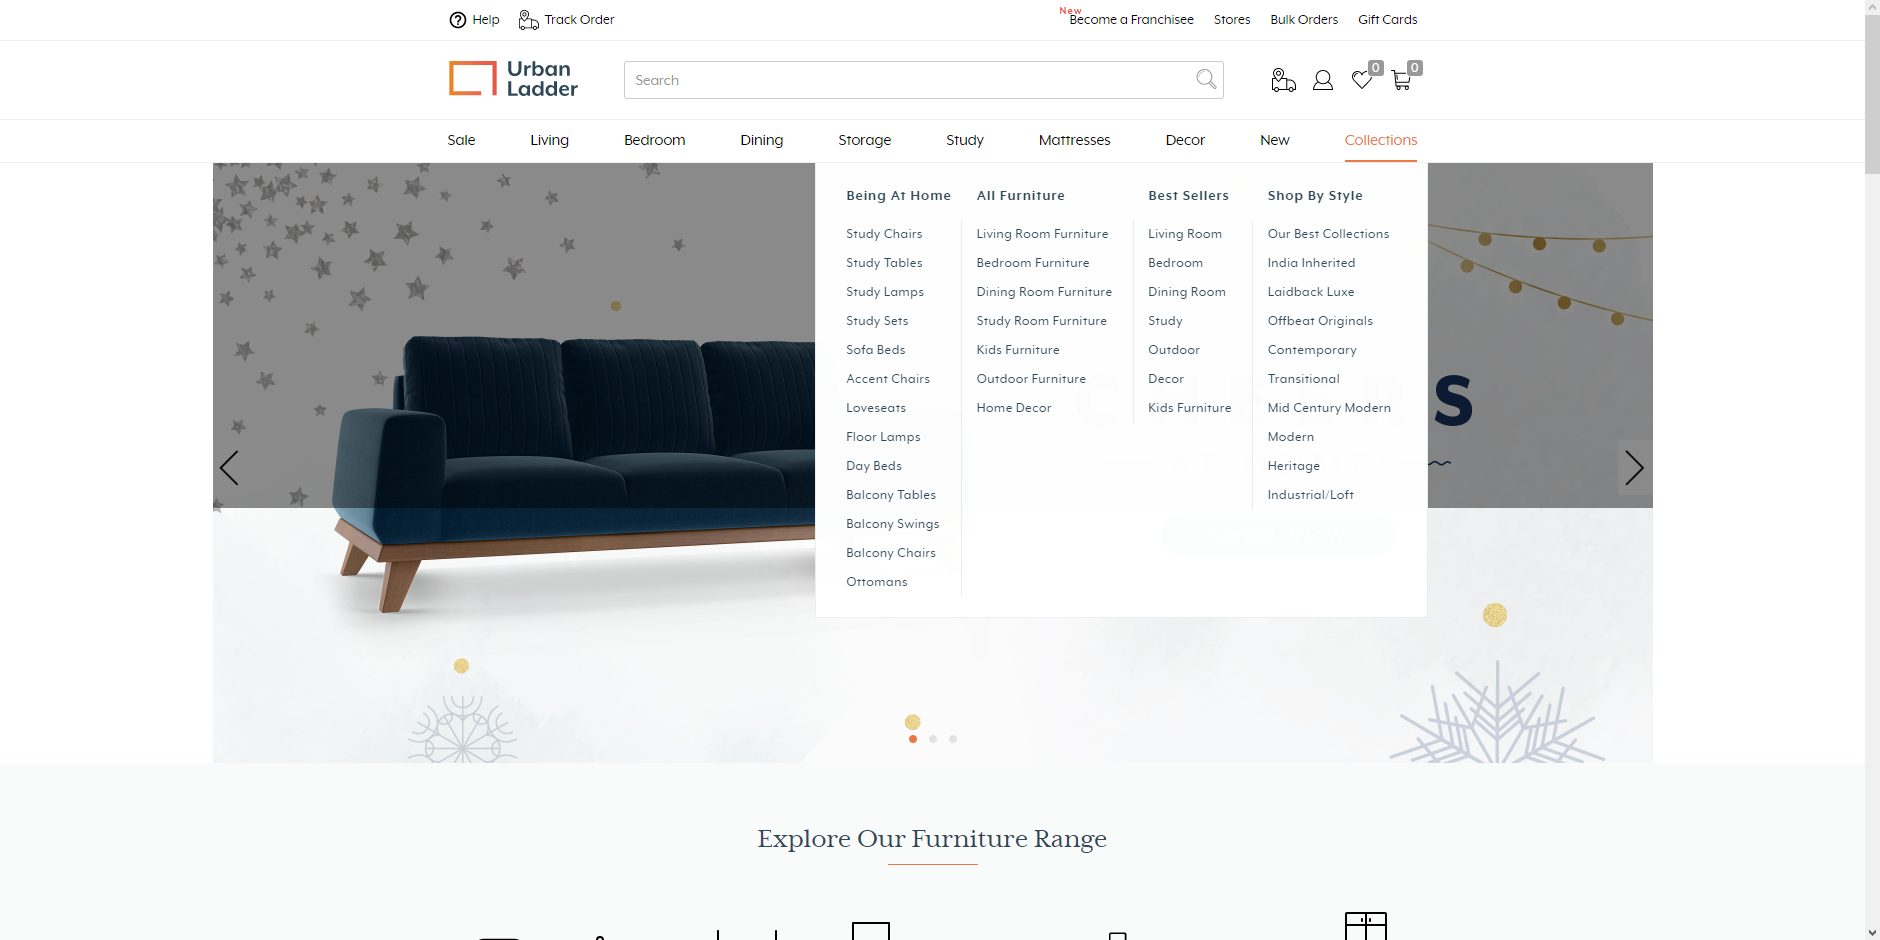 Help
Track Order
New
Become a Franchisee
Stores
Bulk Orders
Gift Cards
Urban
Ladder
Search
0
0
Sale
Living
Bedroom
Dining
Storage
Study
Mattresses
Decor
New
Collections
Being At Home
Study Chairs
Study Tables
Study Lamps
Study Sets
Sofa Beds
Accent Chairs
Loveseats
Floor Lamps
Day Beds
Balcony Tables
Balcony Swings
Balcony Chairs
Ottomans
All Furniture
Living Room Furniture
Bedroom Furniture
Dining Room Furniture
Study Room Furniture
Kids Furniture
Outdoor Furniture
Home Decor
Best Sellers
Living Room
Bedroom
Dining Room
Study
Outdoor
Decor
Kids Furniture
Shop By Style
Our Best Collections
India Inherited
Laidback Luxe
Offbeat Originals
Contemporary
Transitional
Mid Century Modern
Modern
Heritage
Industrial/Loft
S
Explore Our Furniture Range